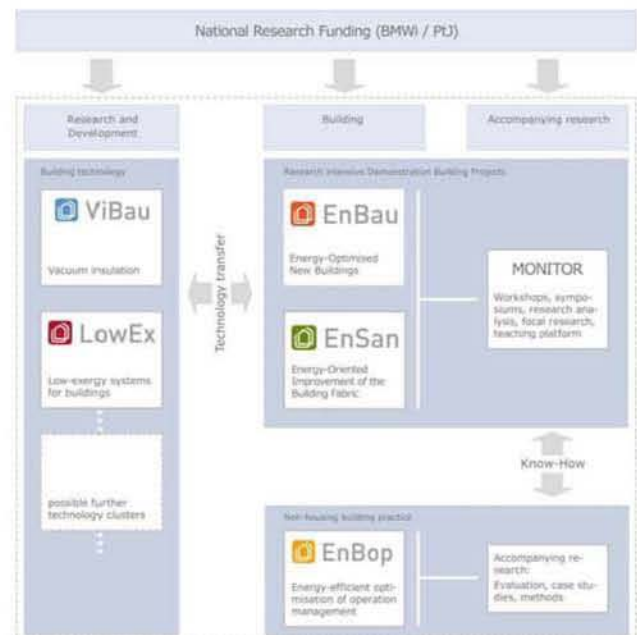 National Research Funding (BMWi / PtJ)
Research and
Development
Building
Accompanying research
Building technology
ViBau
Vacuum insulation
LowEx
Low-exergy systems
for buildings
possible further
technology clusters
Technology transfer
Research Intensive Demonstration Building Projects
EnBau
Energy-Optimised
New Buildings
EnSan
Energy-Oriented
Improvement of the
Building Fabric
MONITOR
Workshops, sympo-
siums, research ana-
lysis, focal research,
teaching platform
Know-How
Non-housing building practice
EnBop
Energy-efficient opti-
misation of operation
management
Accompanying re-
search:
Evaluation, case stu-
dies, methods